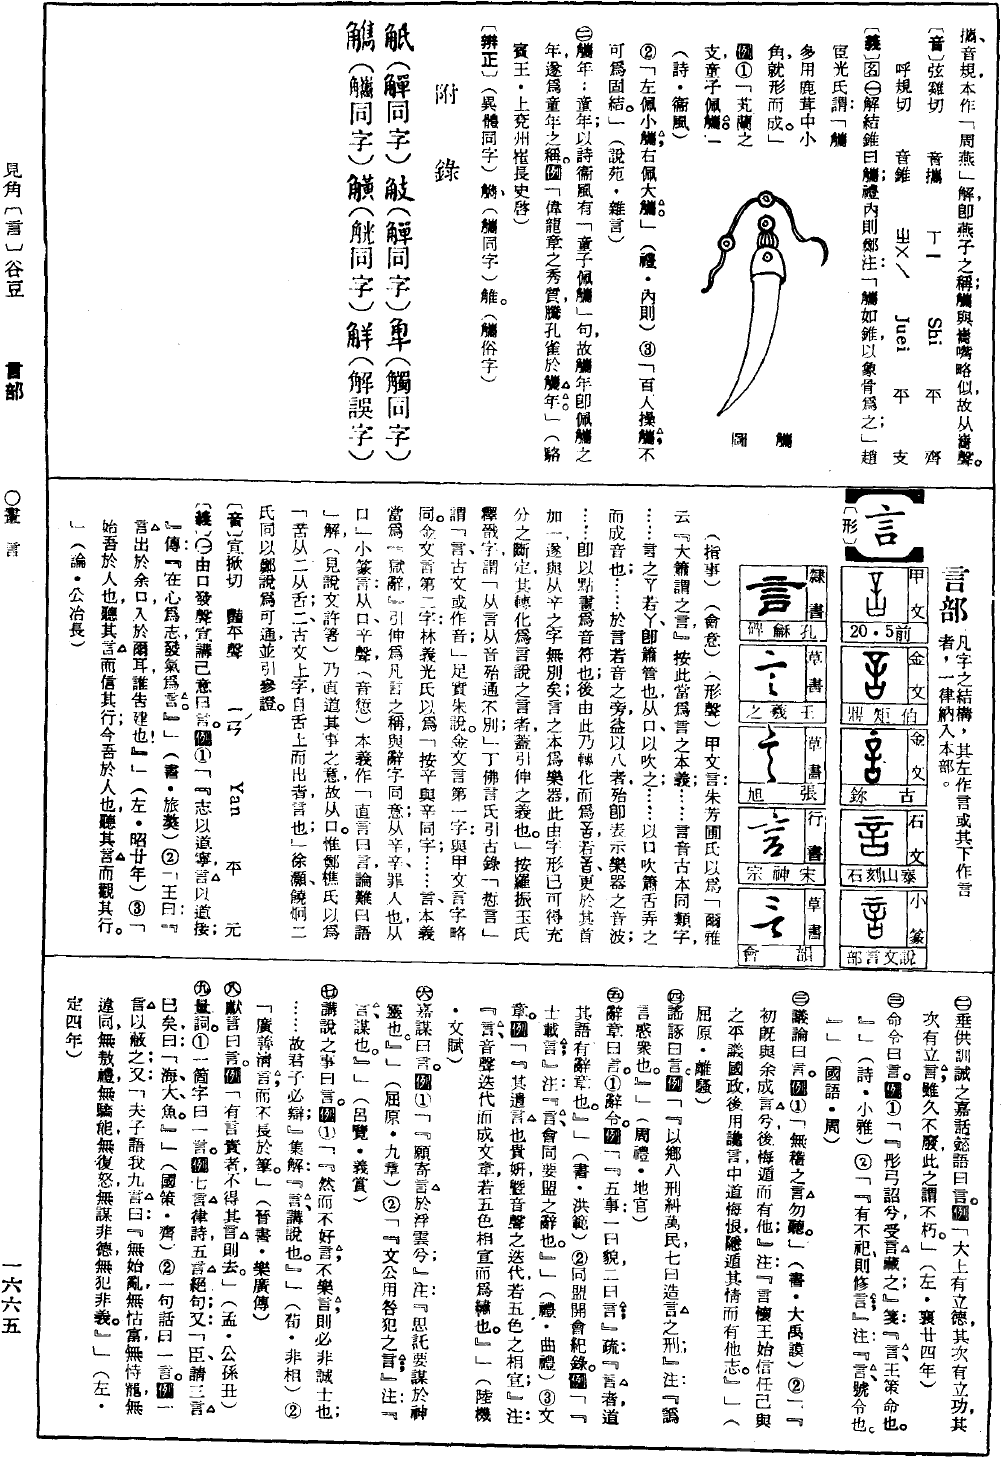 攜、音規本作「周燕」解卽燕子之稱；觿與巂嘴略似故从巂聲。
〔音〕弦雞切　音攜　ㄒㄧ　Shi　平　齊
呼規切　音錐　ㄓㄨㄟ　Juei　平　支
〔義〕名㊀解結錐曰觿；禮內則鄭注：「觿如錐以象骨爲之」趙
宧光氏謂：「觿
多用鹿茸中小
角就形而成。」
例①「芄蘭之
支童子佩觿。」
（詩・衞風）
觿圖
②「左佩小觿；右佩大觿。」（禮・內則）③「百人操觿；不
可爲固結」（說苑・雜言）
㊁觿年：童年；以詩衞風有「童子佩觿」一句，故觿年卽佩觿之
年遂爲童年之稱。例「偉龍章之秀質，騰孔雀於觿年。」（駱
賓王・上兗州崔長史啓）
〔辨正〕（異體同字）（觿同字）（觿俗字）
附錄
觗（觶同字）觙（觶同字）（觸同字）
觹（觿同字）觵（觥同字）觧（解誤字）
言部　凡字之結構，其左作言或其下作言
者，一律納入本部。
【言】
〔形〕
甲文　前5・20
金文　伯矩鼎
金文　古鉨
石文　泰山刻石
小篆　說文言部
隸書　孔龢碑
草書　王羲之
草書　張旭
行書　宋神宗
草書　韻會
（指事）（會意）（形聲）甲文言：朱芳圃氏以爲「爾雅
云『大簫謂之言』按此當爲言之本義……言音古本同類字，
……言之丫若丫卽簫管也从口以吹之……以口吹簫舌弄之
而成音也……於言若音之旁益以八者殆卽表示樂器之音波；
……卽以點畫爲音符也；後由此乃轉化而爲言若者更於其首
加一遂與从辛之字無別矣；言之本爲樂器此由字形已可得充
分之斷定其轉化爲言說之言者蓋引伸之義也。」按羅振玉氏
釋戠字謂「从言从音殆通不別」丁佛言氏引古錄「愆言」
謂「言古文或作音」足實朱說。金文言第一字：與甲文言字略
同。金文言第二字：林義光氏以爲「按䇂與辛同字……言本義
當爲『獄辭』引伸爲凡言之稱，與辭字同意从䇂，䇂罪人也从
口」小篆言：从口䇂聲（音愆）本義作「直言曰言論難曰語
」解（見說文許箸）乃直道其事之意，故从口。惟鄭樵氏以爲
「言从二从舌；二古文上字自舌上而出者言也」徐灝饒炯二
氏同以鄭說爲可通並引參證。
〔音〕宜掀切　豔平聲　ㄧㄢ　Yan　平　元
〔義〕㊀由口發聲宣講己意曰言。例①「『志以道寧言以道接
』傳『在心爲志發氣爲言。』」（書・旅獒）②「王曰：『
言出於余口入於爾耳誰告建也！』」（左・昭廿年）③「
始吾於人也聽其言而信其行；今吾於人也聽其言而觀其行。
」（論・公冶長）
㊁垂供訓誡之嘉話懿語曰言。例「大上有立德其次有立功，其
次有立言；雖久不廢此之謂不朽。」（左・襄廿四年）
㊂命令曰言。例①「『彤弓弨兮受言藏之』箋『言王策命也。
』」（詩・小雅）②「『有不祀則修言；』注：『言號令也。
』」（國語・周）
㊂議論曰言。例①「無稽之言勿聽。」（書・大禹謨）②「『
初旣與余成言兮後悔遁而有他；』注『言懷王始信任己與
之平議國政後用讒言中道悔恨隱遁其情而有他志。』」（
屈原・離騷）
㊃謠諑曰言。例「『以鄉八刑糾萬民七曰造言之刑』注『譌
言惑衆也。』」（周禮・地官）
㊄辭章曰言。①辭令。例「『五事一曰貌二曰言；』疏『言者道
其語有辭章也。』」（書・洪範）②同盟開會紀錄。例「『
士載言；』注『言會同要盟之辭也。』」（禮・曲禮）③文
章。例「『其遺言也貴妍暨音聲之迭代若五色之相宣』注：
『言音聲迭代而成文章若五色相宣而爲繡也。』」（陸機
・文賦）
㊅嘉謀曰言。例①「『願寄言於浮雲兮』注『思託要謀於神
靈也。』」（屈原・九章）②「『文公用咎犯之言；』注『
言謀也。』」（呂覽・義賞）
㊆講說之事曰言。例①「『然而不好言不樂言則必非誠士也；
……故君子必辯』集解『言講說也。』」（荀・非相）②
「廣善淸言而不長於筆。」（晉書・樂廣傳）
㊇獻言曰言。例「有言責者不得其言則去。」（孟・公孫丑）
㊈量詞。①一箇字曰一言。例七言律詩，五言絕句。又「臣請三言
已矣；曰：『海大魚。』」（國策・齊）②一句話曰一言。例一
言以蔽之。又「夫子語我九言曰『無始亂無怙富無恃寵無
違同無敖禮無驕能無復怒無謀非德無犯非義。』」（左・
定四年）
見角〔言〕谷豆　言部　〇畫　言　一六六五